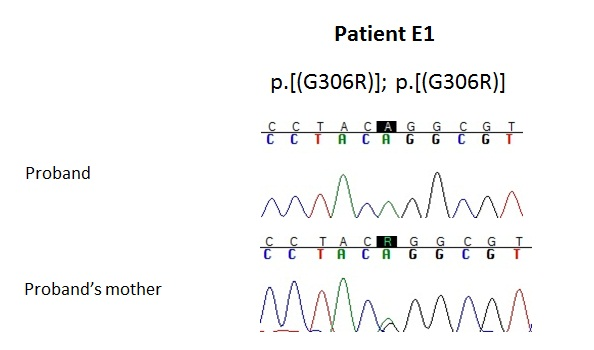 Patient E1
p.[(G306R)]; p.[(G306R)]
C C T A C A G G C G T
C C T A C A G G C G T
Proband
C C T A C R G G C G T
C C T A C A G G C G T
Proband's mother